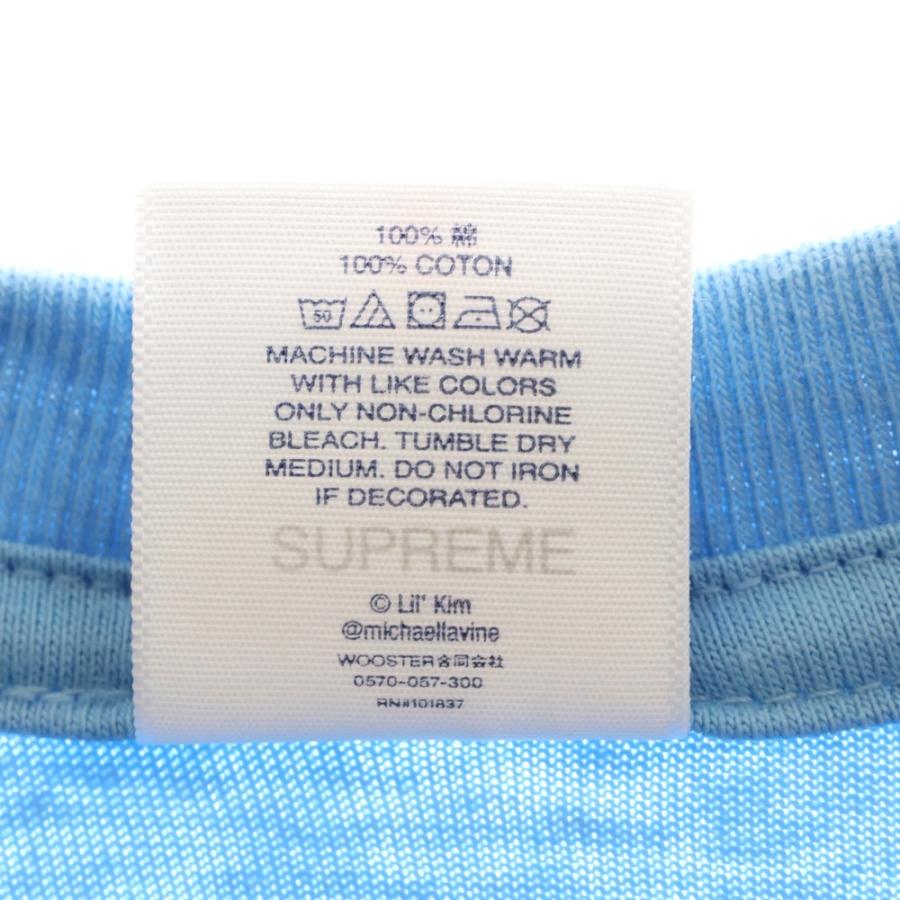 100% 綿
100% COTON
50
MACHINE WASH WARM
WITH LIKE COLORS
ONLY NON-CHLORINE
BLEACH. TUMBLE DRY
MEDIUM. DO NOT IRON
IF DECORATED.
SUPREME
© Lil' Kim
@michaellavine
WOOSTER合同会社
0570-057-300
RN#101837